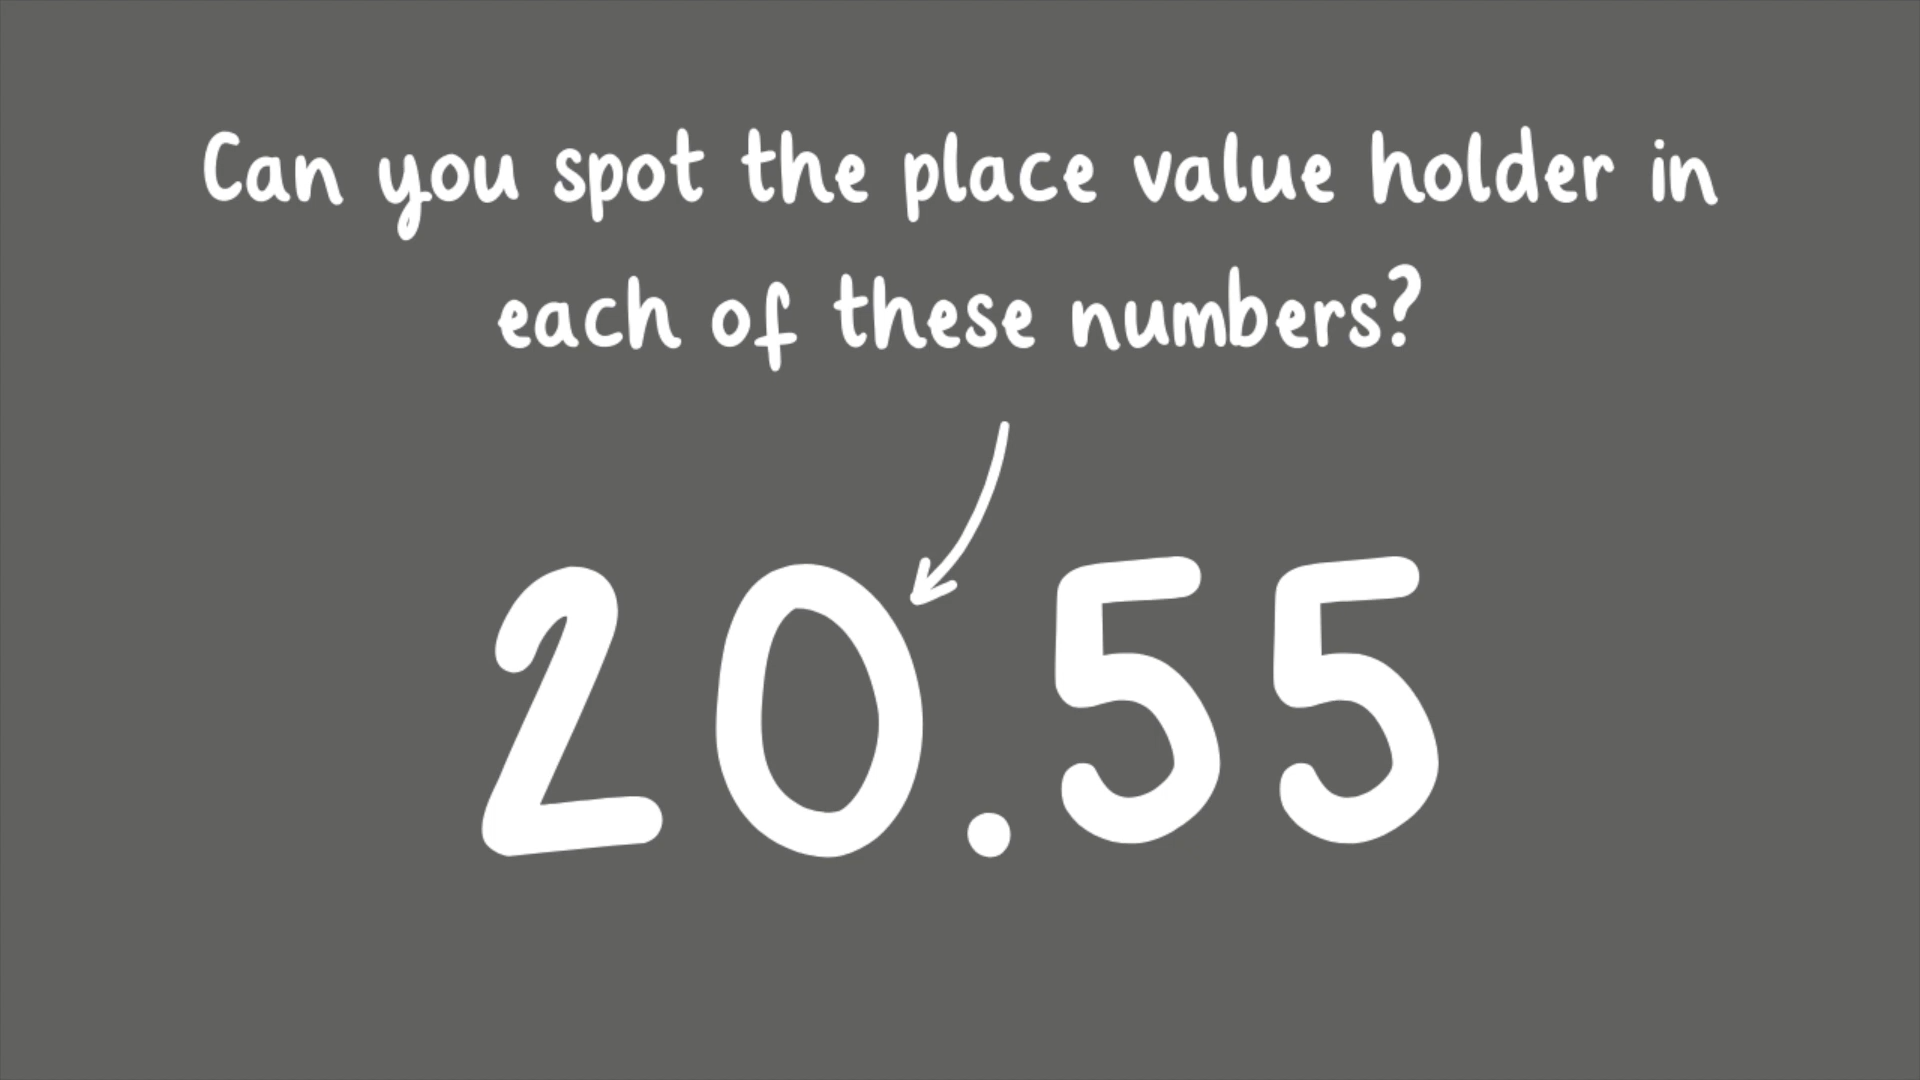 Can you spot the place value holder in
each of these numbers?
20.55